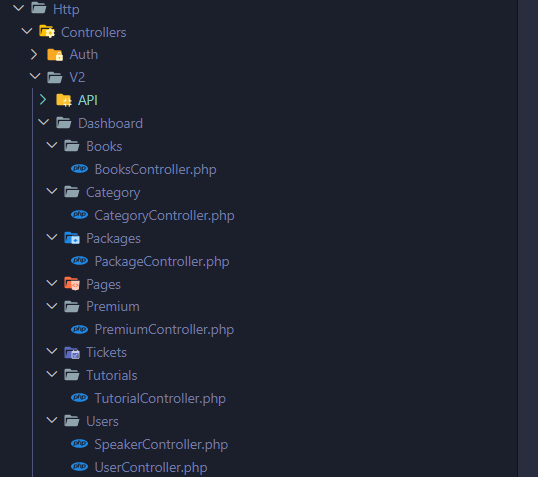 Http
Controllers
Auth
V2
API
Dashboard
Books
php BooksController.php
Category
php CategoryController.php
Packages
php PackageController.php
Pages
Premium
php PremiumController.php
Tickets
Tutorials
php TutorialController.php
Users
php SpeakerController.php
php UserController.php